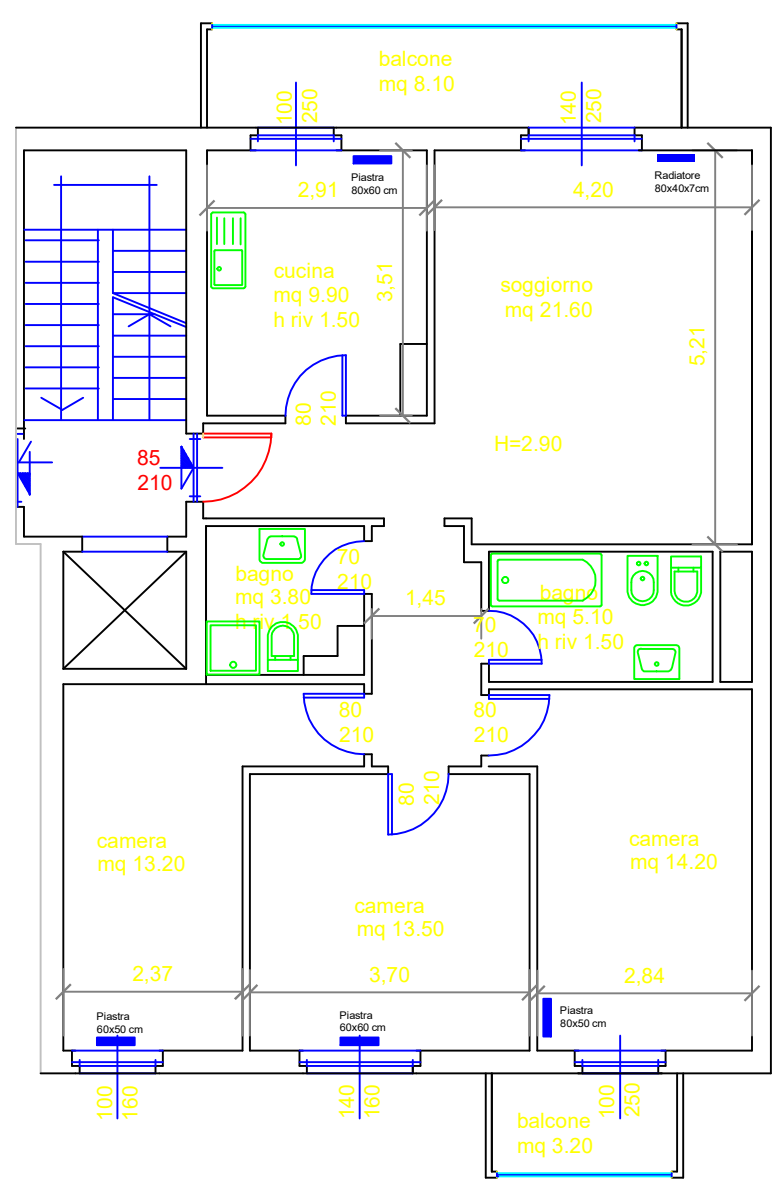 balcone
mq 8.10
100
250
140
250
Piastra
80x60 cm
Radiatore
80x40x7cm
2,91
4,20
cucina
mq 9.90
h riv 1.50
3,51
soggiorno
mq 21.60
5,21
80
210
H=2.90
85
210
70
210
bagno
mq 3.80
h riv 1.50
1,45
bagno
mq 5.10
h riv 1.50
70
210
80
210
80
210
80
210
camera
mq 13.20
camera
mq 14.20
camera
mq 13.50
2,37
3,70
2,84
Piastra
60x50 cm
Piastra
60x60 cm
Piastra
80x50 cm
100
160
140
160
100
250
balcone
mq 3.20